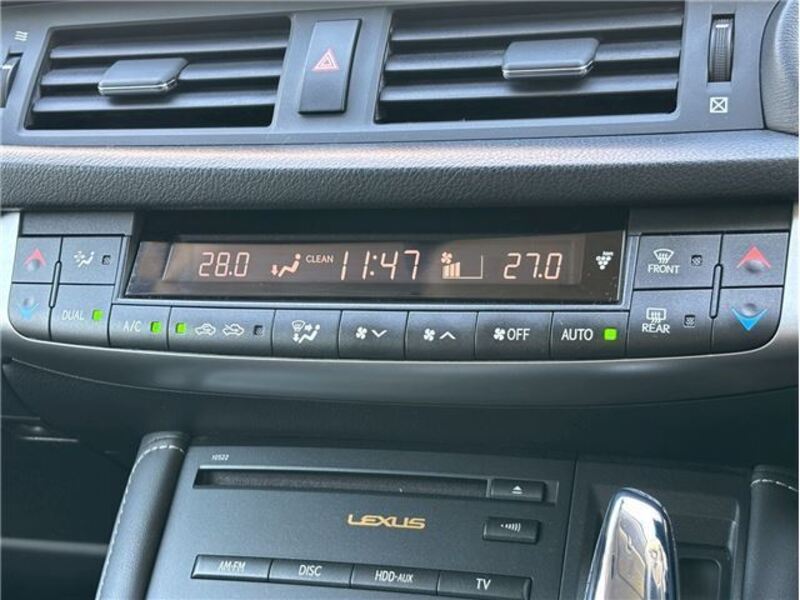 28.0 CLEAN 11:47 27.0
FRONT
DUAL A/C OFF AUTO REAR
10522
LEXUS
AM·FM DISC HDD·AUX TV